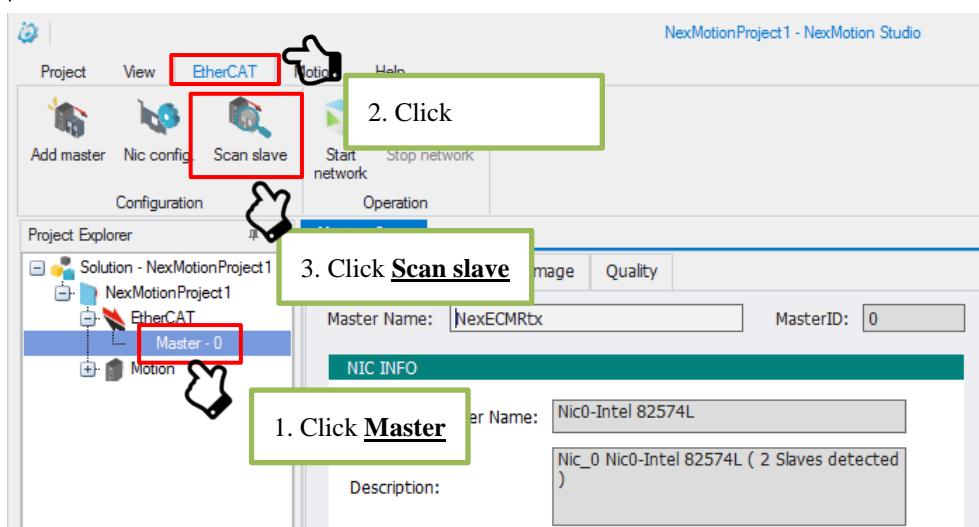 NexMotionProject1 - NexMotion Studio
Project View EtherCAT Help
2. Click
Add master Nic config. Scan slave Start network Stop network
Configuration Operation
Project Explorer
3. Click Scan slave
Quality
Solution - NexMotionProject1
NexMotionProject1
EtherCAT
Master - 0
Motion
Master Name: NexECMRtx MasterID: 0
NIC INFO
1. Click Master
Name: Nic0-Intel 82574L
Description: Nic_0 Nic0-Intel 82574L ( 2 Slaves detected
)